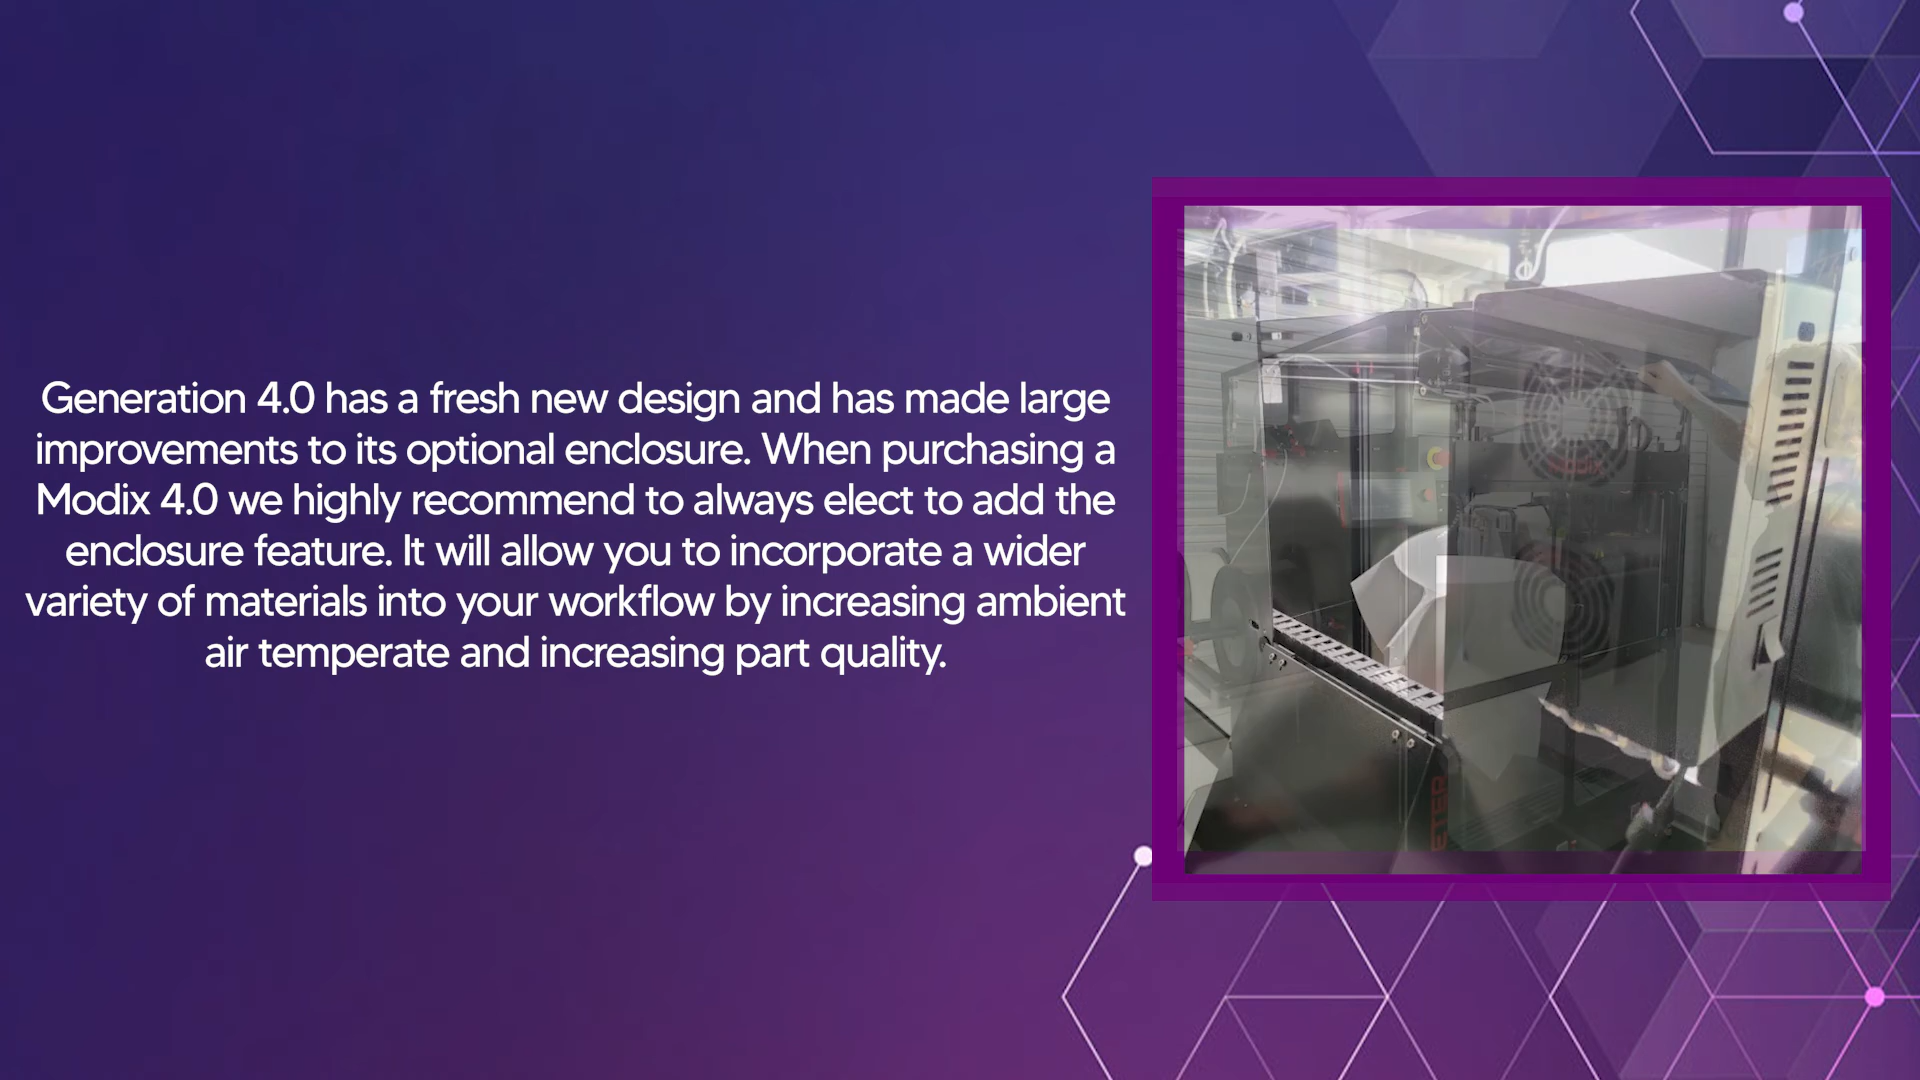 Generation 4.0 has a fresh new design and has made large
improvements to its optional enclosure. When purchasing a
Modix 4.0 we highly recommend to always elect to add the
enclosure feature. It will allow you to incorporate a wider
variety of materials into your workflow by increasing ambient
air temperate and increasing part quality.
Modix
ETER